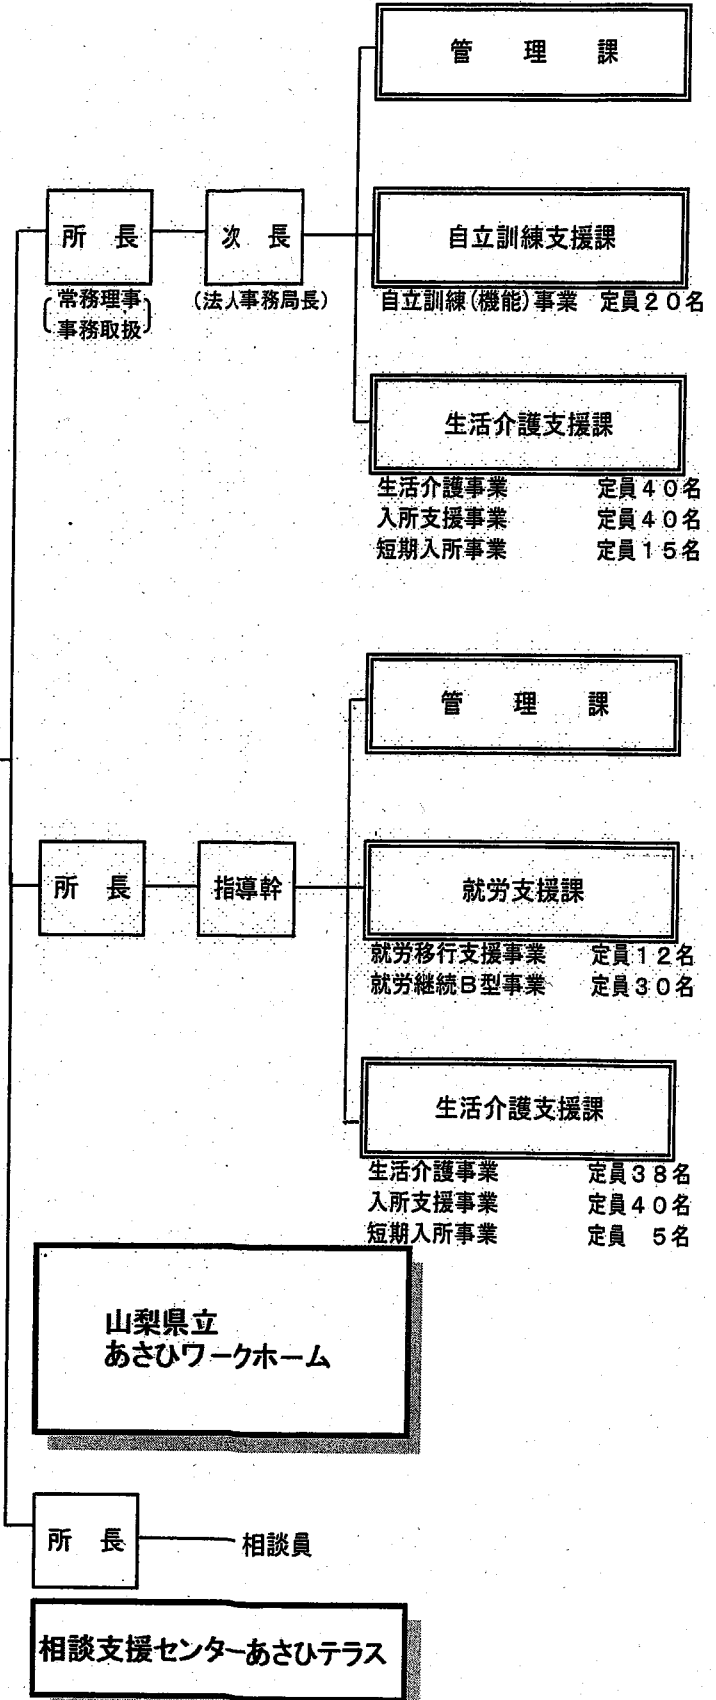 管　理　課
所　長
次　長
自立訓練支援課
常務理事
事務取扱
(法人事務局長)
自立訓練(機能)事業　定員２０名
生活介護支援課
生活介護事業　定員４０名
入所支援事業　定員４０名
短期入所事業　定員１５名
管　理　課
所　長
指導幹
就労支援課
就労移行支援事業　定員１２名
就労継続Ｂ型事業　定員３０名
生活介護支援課
生活介護事業　定員３８名
入所支援事業　定員４０名
短期入所事業　定員　５名
山梨県立
あさひワークホーム
所　長
相談員
相談支援センターあさひテラス